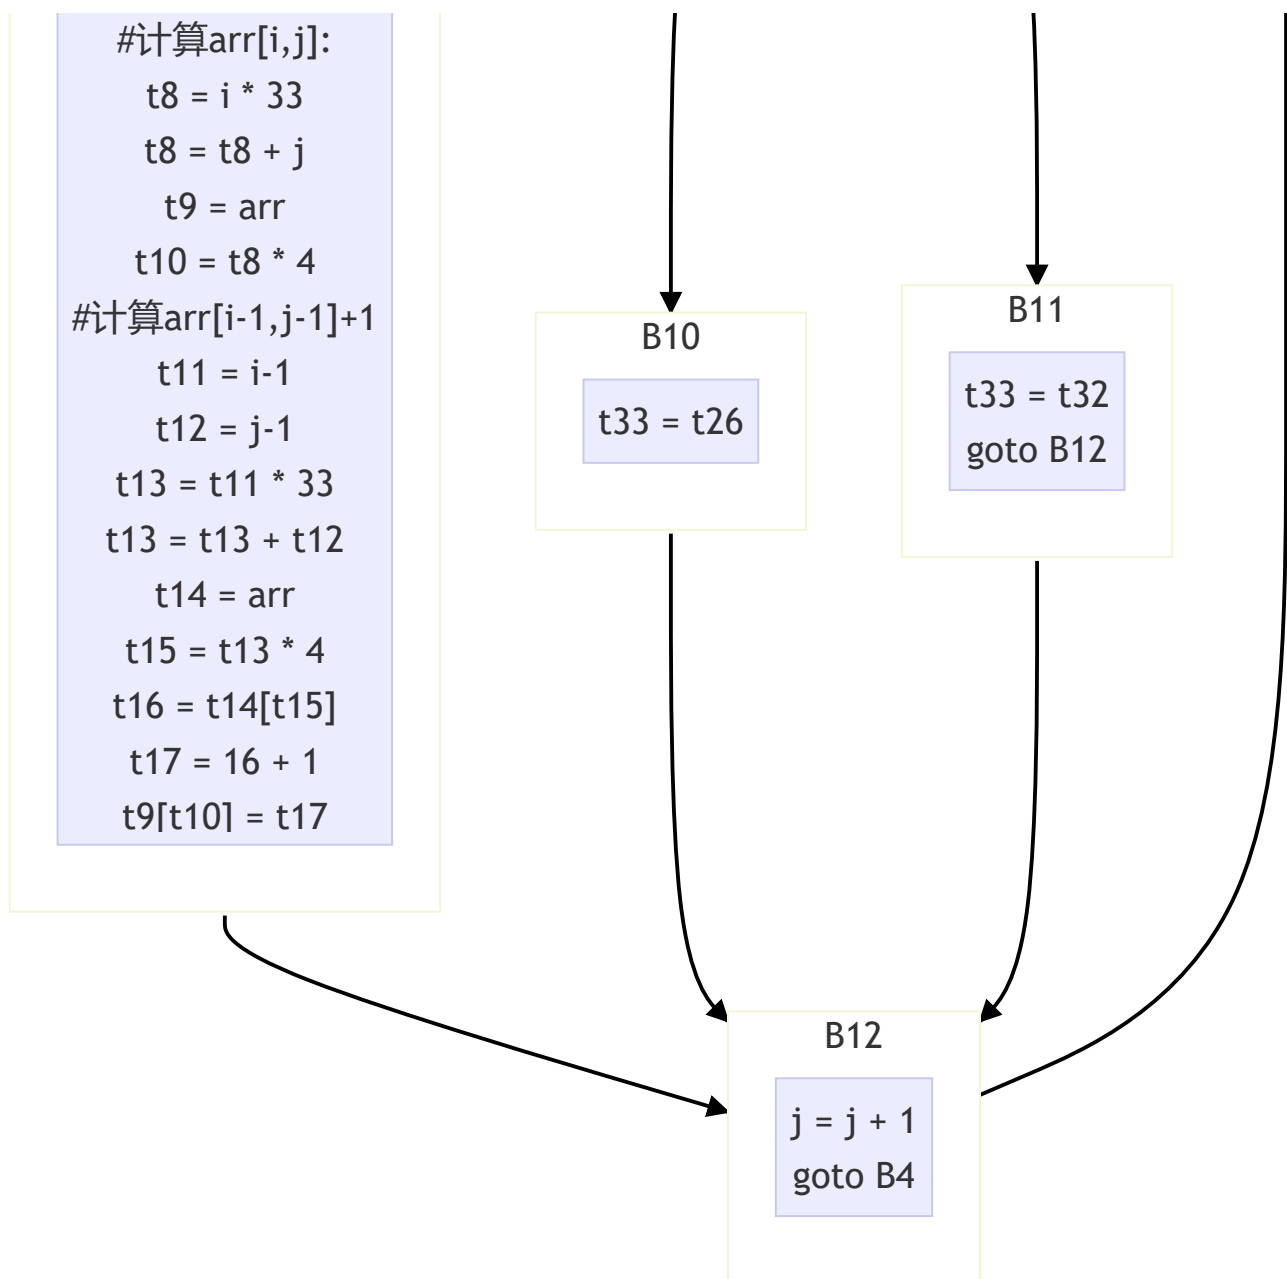 #计算arr[i,j]:
t8 = i * 33
t8 = t8 + j
t9 = arr
t10 = t8 * 4
#计算arr[i-1,j-1]+1
t11 = i-1
t12 = j-1
t13 = t11 * 33
t13 = t13 + t12
t14 = arr
t15 = t13 * 4
t16 = t14[t15]
t17 = 16 + 1
t9[t10] = t17
B10
t33 = t26
B11
t33 = t32
goto B12
B12
j = j + 1
goto B4